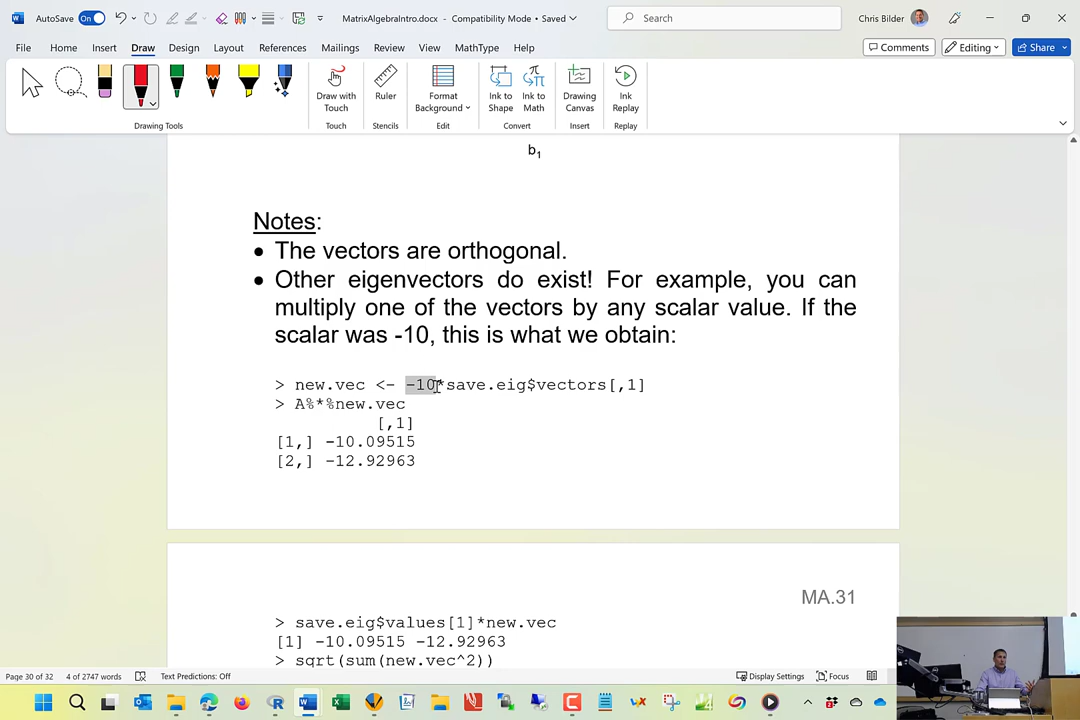 AutoSave On MatrixAlgebraIntro.docx - Compatibility Mode • Saved Search Chris Bilder
File Home Insert Draw Design Layout References Mailings Review View MathType Help Comments Editing Share
Draw with Touch Ruler Format Background Ink to Shape Ink to Math Drawing Canvas Ink Replay
Drawing Tools Touch Stencils Edit Convert Insert Replay
b1
Notes:
• The vectors are orthogonal.
• Other eigenvectors do exist! For example, you can
multiply one of the vectors by any scalar value. If the
scalar was -10, this is what we obtain:
> new.vec <- -10*save.eig$vectors[,1]
> A%*%new.vec
[,1]
[1,] -10.09515
[2,] -12.92963
MA.31
> save.eig$values[1]*new.vec
[1] -10.09515 -12.92963
> sqrt(sum(new.vec^2))
Page 30 of 32 4 of 2747 words Text Predictions: Off Display Settings Focus